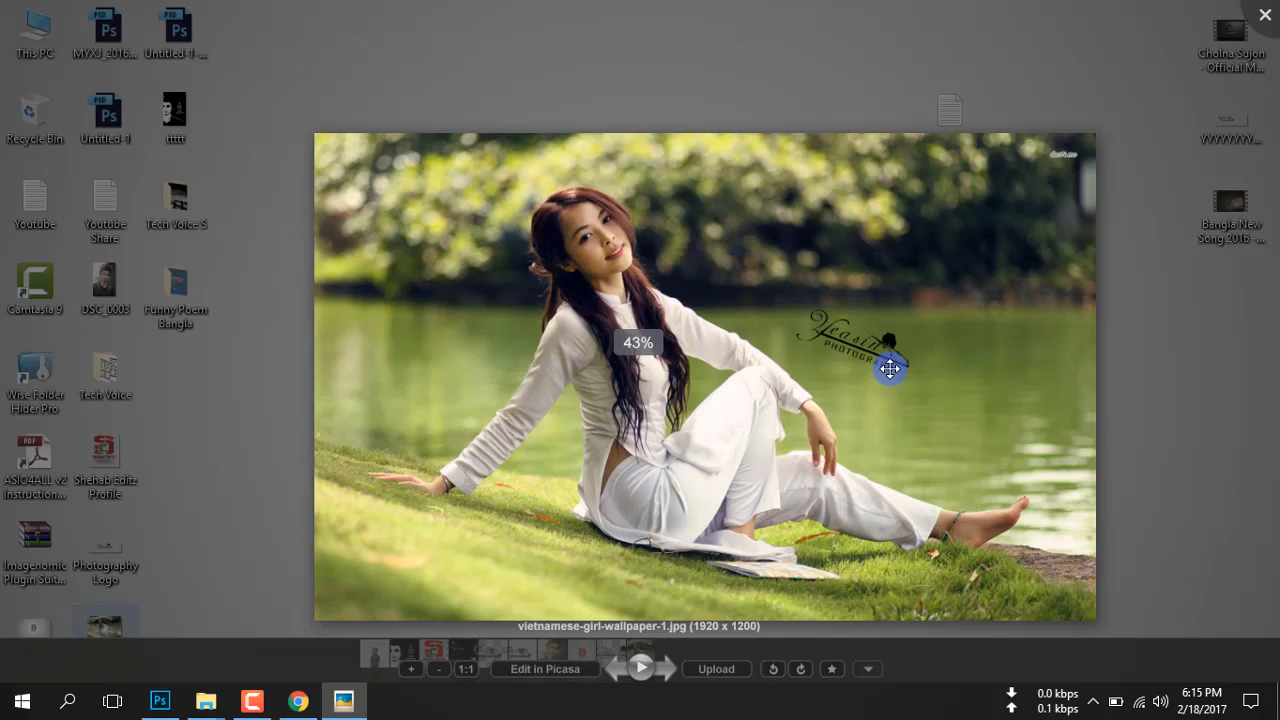 This PC
MYXJ_2016...
Untitled-1 -...
Cholna Sujon
- Official M...
Recycle Bin
Untitled-1
ttttt
YYYYYYYY...
Youtube
Youtube
Share
Tech Voice S
Bangla New
Song 2016 -...
Yeasin
PHOTOGR
43%
Camtasia 9
DSC_0003
Funny Poem
Bangla
Wise Folder
Hider Pro
Tech Voice
ASIO4ALL v2
Instruction...
Shehab Editz
Profile
Imagenomic
Plugin Suit...
Photography
Logo
vietnamese-girl-wallpaper-1.jpg (1920 x 1200)
+
-
1:1
Edit in Picasa
Upload
0.0 kbps
0.1 kbps
6:15 PM
2/18/2017